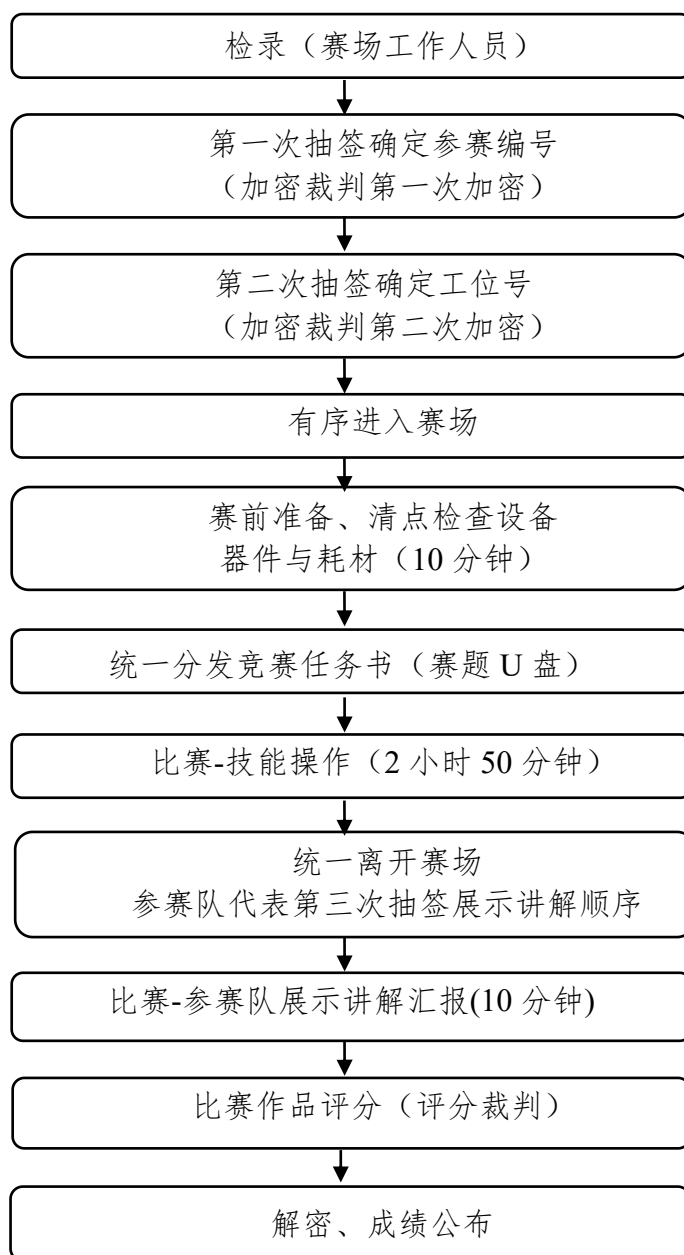 检录（赛场工作人员）
第一次抽签确定参赛编号
（加密裁判第一次加密）
第二次抽签确定工位号
（加密裁判第二次加密）
有序进入赛场
赛前准备、清点检查设备
器件与耗材（10 分钟）
统一分发竞赛任务书（赛题 U 盘）
比赛-技能操作（2 小时 50 分钟）
统一离开赛场
参赛队代表第三次抽签展示讲解顺序
比赛-参赛队展示讲解汇报(10 分钟)
比赛作品评分（评分裁判）
解密、成绩公布